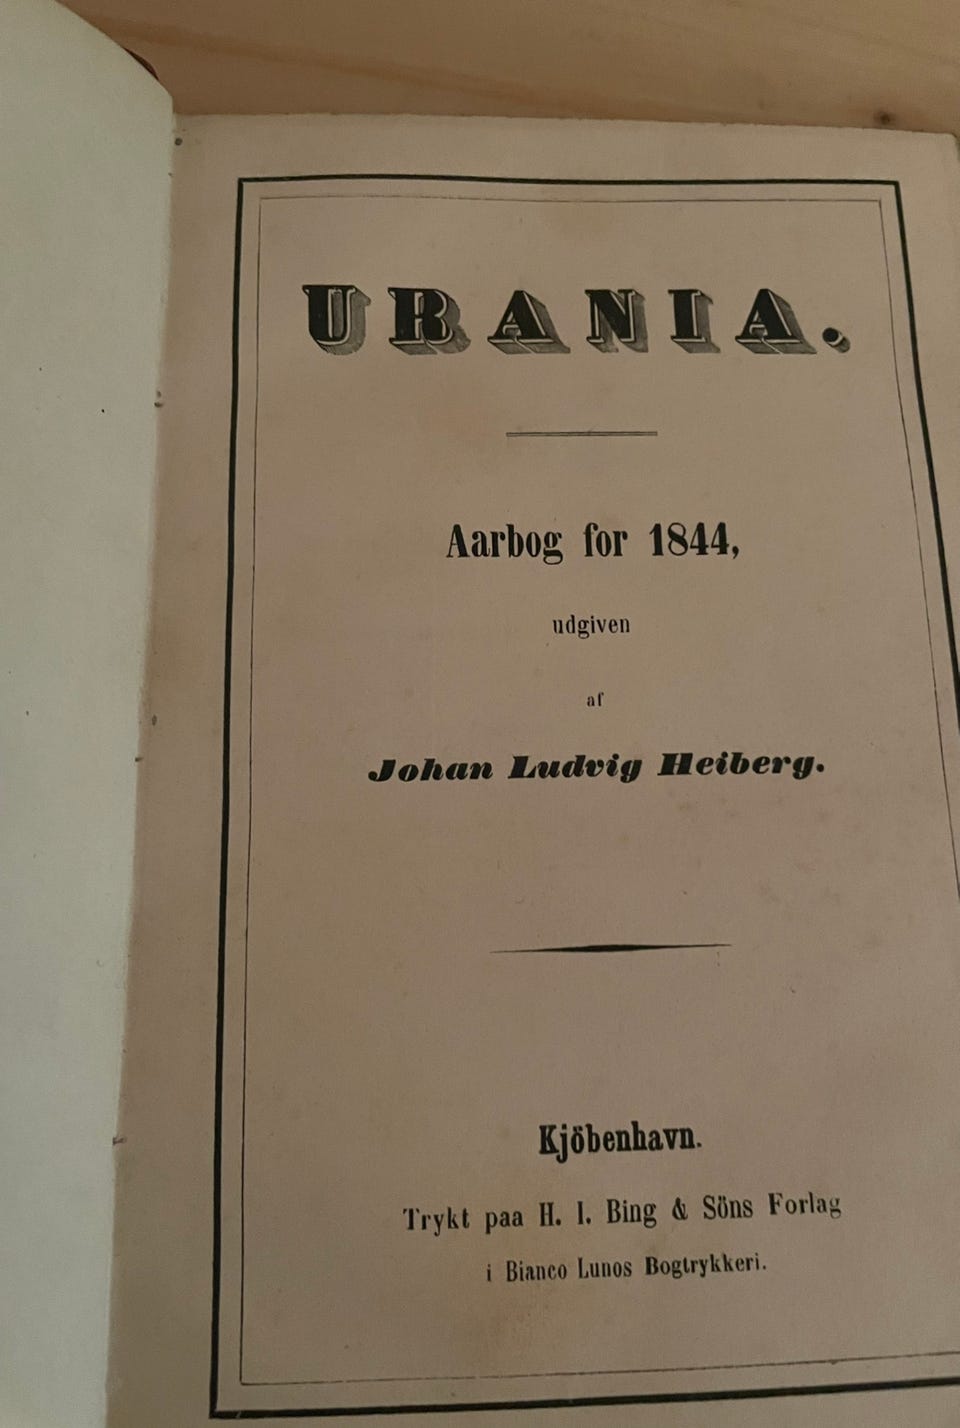 URANIA.
Aarbog for 1844,
udgiven
af
Johan Ludvig Heiberg.
Kjöbenhavn.
Trykt paa H. I. Bing & Söns Forlag
i Bianco Lunos Bogtrykkeri.